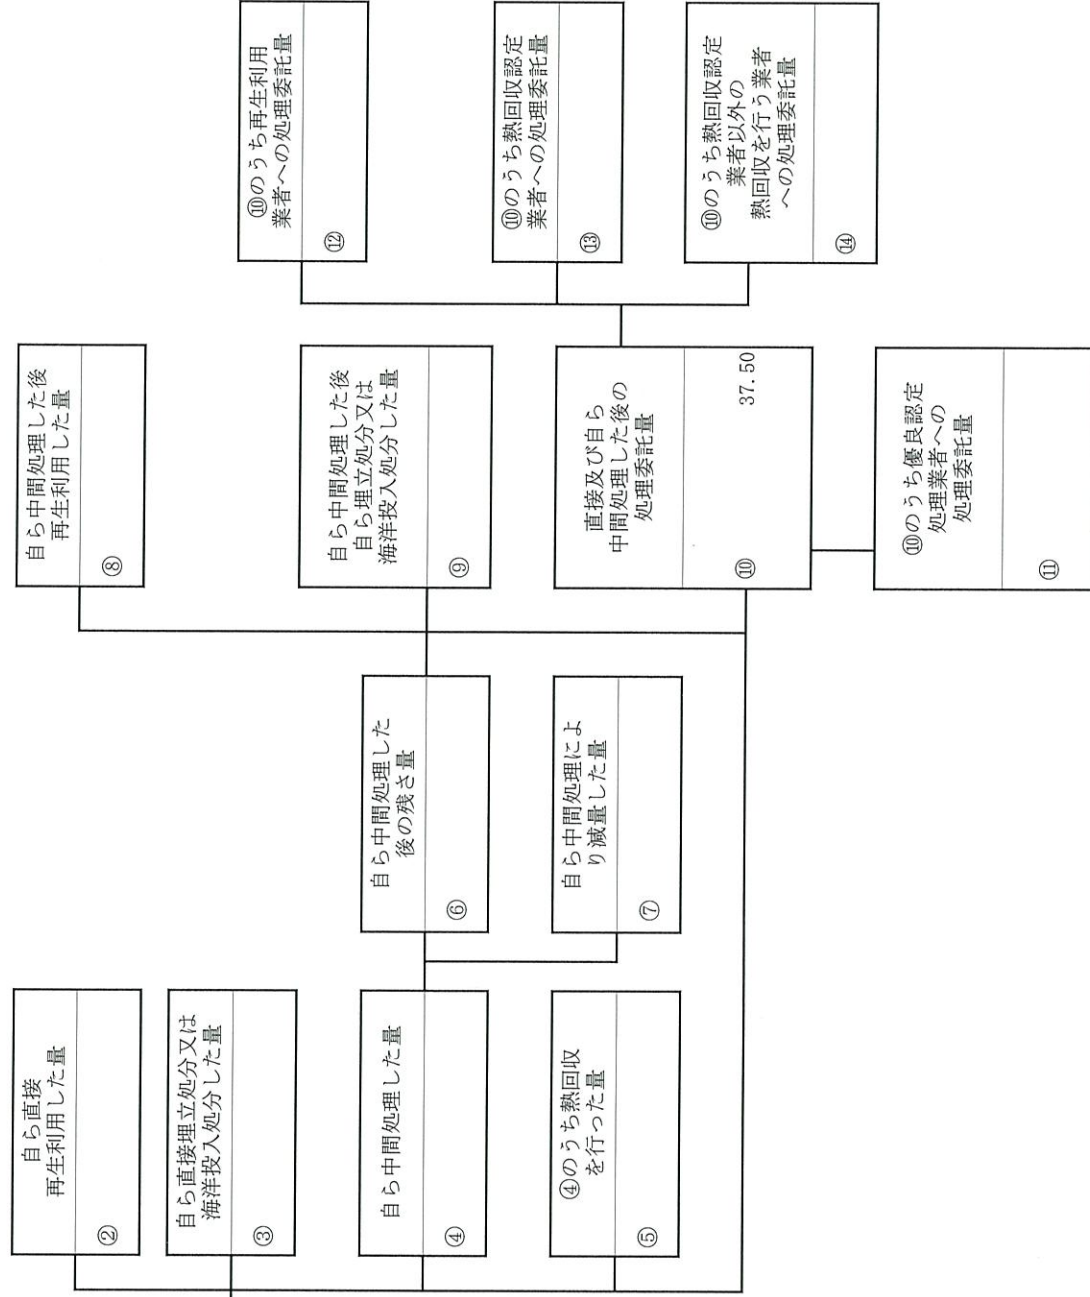 自ら直接
再生利用した量
②
自ら直接埋立処分又は
海洋投入処分した量
③
自ら中間処理した量
④
④のうち熱回収
を行った量
⑤
自ら中間処理した
後の残さ量
⑥
自ら中間処理によ
り減量した量
⑦
自ら中間処理した後
再生利用した量
⑧
自ら中間処理した後
自ら埋立処分又は
海洋投入処分した量
⑨
直接及び自ら
中間処理した後の
処理委託量
⑩ 37.50
⑩のうち優良認定
処理業者への
処理委託量
⑪
⑩のうち再生利用
業者への処理委託量
⑫
⑩のうち熱回収認定
業者への処理委託量
⑬
⑩のうち熱回収認定
業者以外の
熱回収を行う業者
への処理委託量
⑭